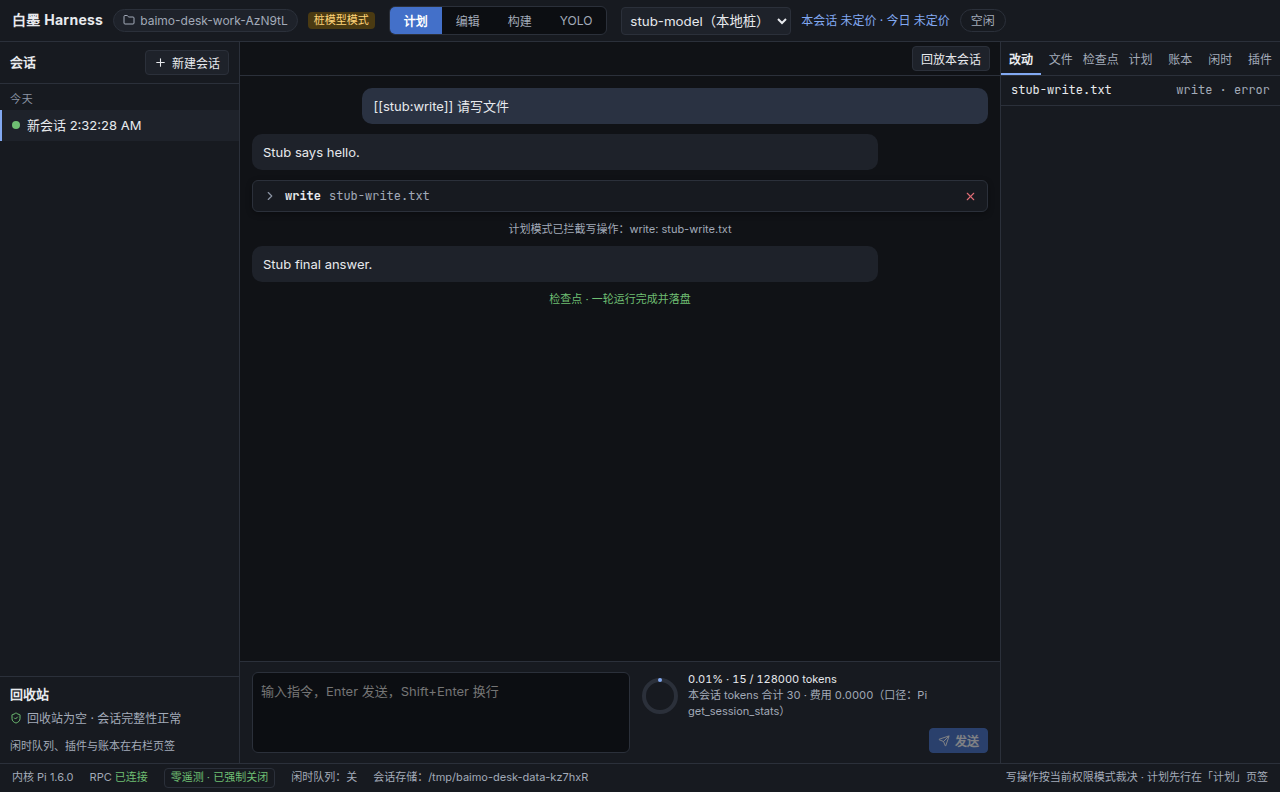 白墨 Harness
baimo-desk-work-AzN9tL
桩模型模式
计划 编辑 构建 YOLO
stub-model（本地桩）
本会话 未定价 · 今日 未定价
空闲
会话
新建会话
今天
新会话 2:32:28 AM
回放本会话
[[stub:write]] 请写文件
Stub says hello.
write stub-write.txt
计划模式已拦截写操作：write: stub-write.txt
Stub final answer.
检查点 · 一轮运行完成并落盘
改动 文件 检查点 计划 账本 闲时 插件
stub-write.txt write · error
回收站
回收站为空 · 会话完整性正常
闲时队列、插件与账本在右栏页签
输入指令，Enter 发送，Shift+Enter 换行
0.01% · 15 / 128000 tokens
本会话 tokens 合计 30 · 费用 0.0000（口径：Pi
get_session_stats）
发送
内核 Pi 1.6.0 RPC 已连接 零遥测 · 已强制关闭 闲时队列：关 会话存储：/tmp/baimo-desk-data-kz7hxR 写操作按当前权限模式裁决 · 计划先行在「计划」页签